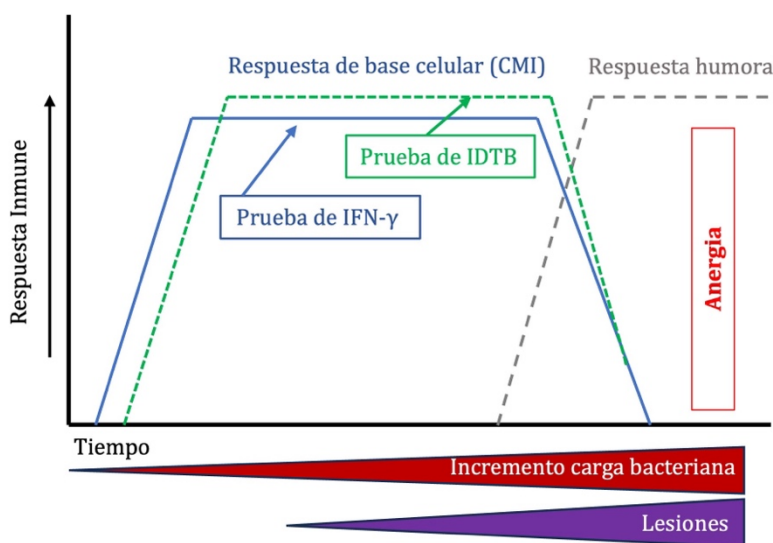 Respuesta de base celular (CMI)
Respuesta humora
Prueba de IDTB
Prueba de IFN-γ
Respuesta Inmune
Anergia
Tiempo
Incremento carga bacteriana
Lesiones